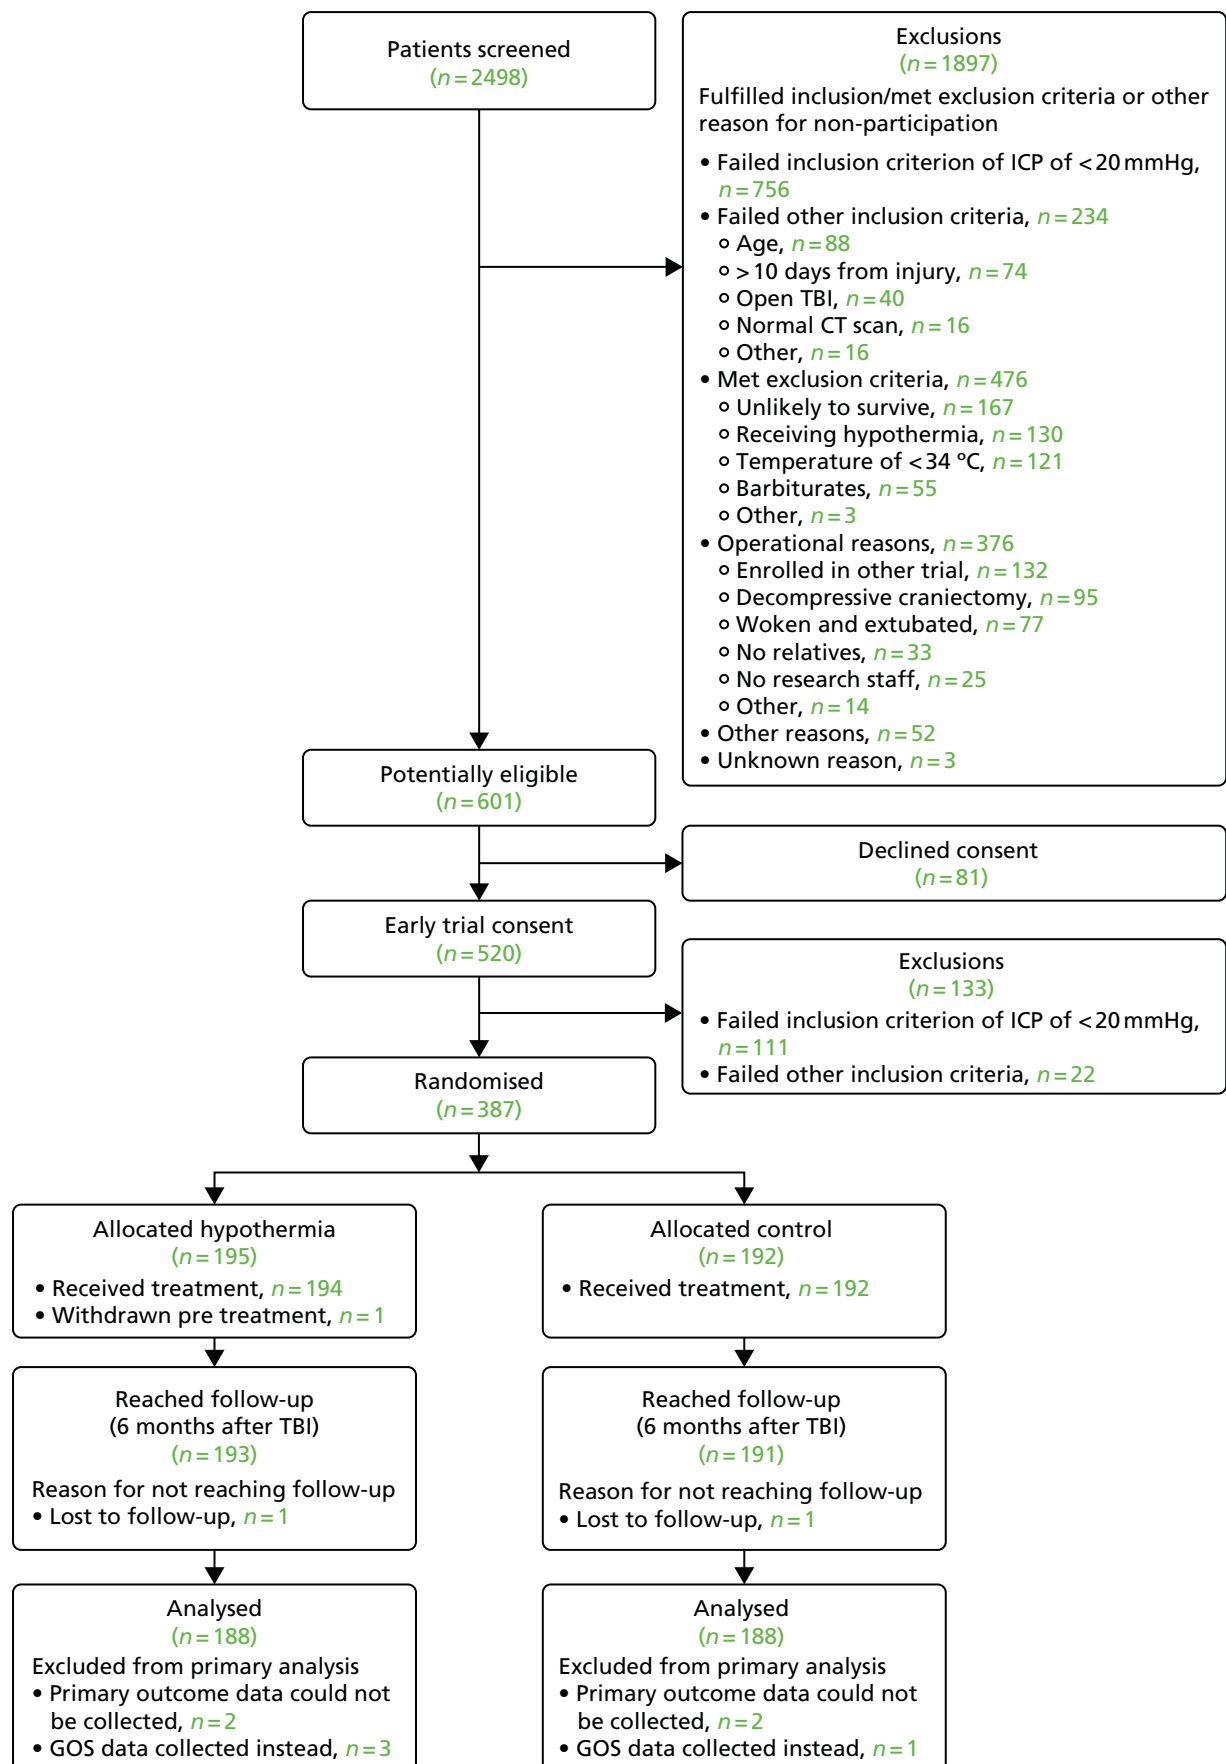 Patients screened
(n=2498)
Exclusions
(n=1897)
Fulfilled inclusion/met exclusion criteria or other
reason for non-participation
• Failed inclusion criterion of ICP of <20 mmHg,
n=756
• Failed other inclusion criteria, n=234
Age, n=88
>10 days from injury, n=74
Open TBI, n=40
Normal CT scan, n=16
Other, n=16
• Met exclusion criteria, n=476
Unlikely to survive, n=167
Receiving hypothermia, n=130
Temperature of <34 ºC, n=121
Barbiturates, n=55
Other, n=3
• Operational reasons, n=376
Enrolled in other trial, n=132
Decompressive craniectomy, n=95
Woken and extubated, n=77
No relatives, n=33
No research staff, n=25
Other, n=14
• Other reasons, n=52
• Unknown reason, n=3
Potentially eligible
(n=601)
Declined consent
(n=81)
Early trial consent
(n=520)
Exclusions
(n=133)
• Failed inclusion criterion of ICP of <20 mmHg,
n=111
• Failed other inclusion criteria, n=22
Randomised
(n=387)
Allocated hypothermia
(n=195)
• Received treatment, n=194
• Withdrawn pre treatment, n=1
Allocated control
(n=192)
• Received treatment, n=192
Reached follow-up
(6 months after TBI)
(n=193)
Reason for not reaching follow-up
• Lost to follow-up, n=1
Reached follow-up
(6 months after TBI)
(n=191)
Reason for not reaching follow-up
• Lost to follow-up, n=1
Analysed
(n=188)
Excluded from primary analysis
• Primary outcome data could not
be collected, n=2
• GOS data collected instead, n=3
Analysed
(n=188)
Excluded from primary analysis
• Primary outcome data could not
be collected, n=2
• GOS data collected instead, n=1